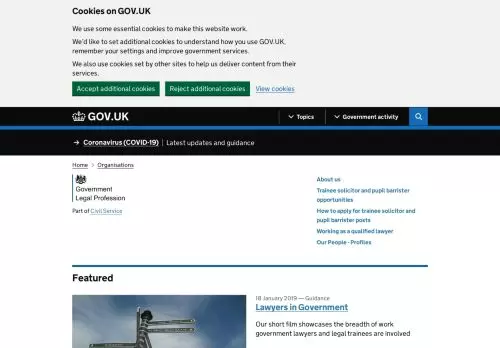 Cookies on GOV.UK
We use some essential cookies to make this website work.
We'd like to set additional cookies to understand how you use GOV.UK,
remember your settings and improve government services.
We also use cookies set by other sites to help us deliver content from their
services.
Accept additional cookies
Reject additional cookies
View cookies
GOV.UK
Topics
Government activity
Coronavirus (COVID-19)
Latest updates and guidance
Home
Organisations
Government
Legal Profession
Part of Civil Service
About us
Trainee solicitor and pupil barrister
opportunities
How to apply for trainee solicitor and
pupil barrister posts
Working as a qualified lawyer
Our People - Profiles
Featured
18 January 2019 — Guidance
Lawyers in Government
Our short film showcases the breadth of work
government lawyers and legal trainees are involved